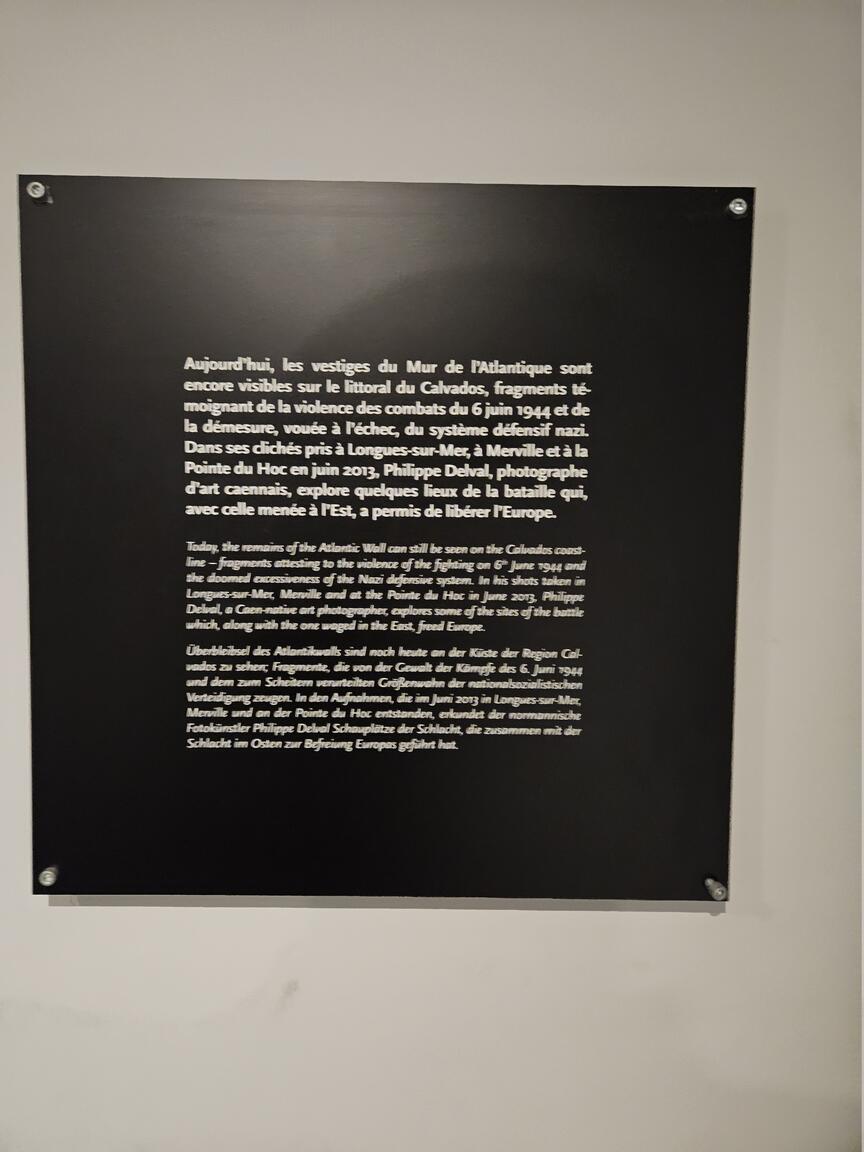 Aujourd'hui, les vestiges du Mur de l'Atlantique sont
encore visibles sur le littoral du Calvados, fragments té-
moignant de la violence des combats du 6 juin 1944 et de
la démesure, vouée à l'échec, du système défensif nazi.
Dans ses clichés pris à Longues-sur-Mer, à Merville et à la
Pointe du Hoc en juin 2013, Philippe Delval, photographe
d'art caennais, explore quelques lieux de la bataille qui,
avec celle menée à l'Est, a permis de libérer l'Europe.
Today, the remains of the Atlantic Wall can still be seen on the Calvados coast-
line – fragments attesting to the violence of the fighting on 6th June 1944 and
the doomed excessiveness of the Nazi defensive system. In his shots taken in
Longues-sur-Mer, Merville and at the Pointe du Hoc in June 2013, Philippe
Delval, a Caen-native art photographer, explores some of the sites of the battle
which, along with the one waged in the East, freed Europe.
Überbleibsel des Atlantikwalls sind noch heute an der Küste der Region Cal-
vados zu sehen; Fragmente, die von der Gewalt der Kämpfe des 6. Juni 1944
und dem zum Scheitern verurteilten Größenwahn der nationalsozialistischen
Verteidigung zeugen. In den Aufnahmen, die im Juni 2013 in Longues-sur-Mer,
Merville und an der Pointe du Hoc entstanden, erkundet der normannische
Fotokünstler Philippe Delval Schauplätze der Schlacht, die zusammen mit der
Schlacht im Osten zur Befreiung Europas geführt hat.